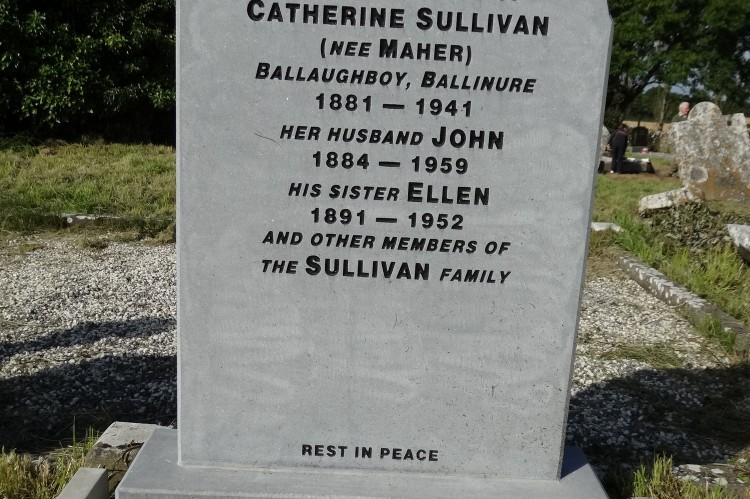 CATHERINE SULLIVAN
(NEE MAHER)
BALLAUGHBOY, BALLINURE
1881 — 1941
HER HUSBAND JOHN
1884 — 1959
HIS SISTER ELLEN
1891 — 1952
AND OTHER MEMBERS OF
THE SULLIVAN FAMILY
REST IN PEACE